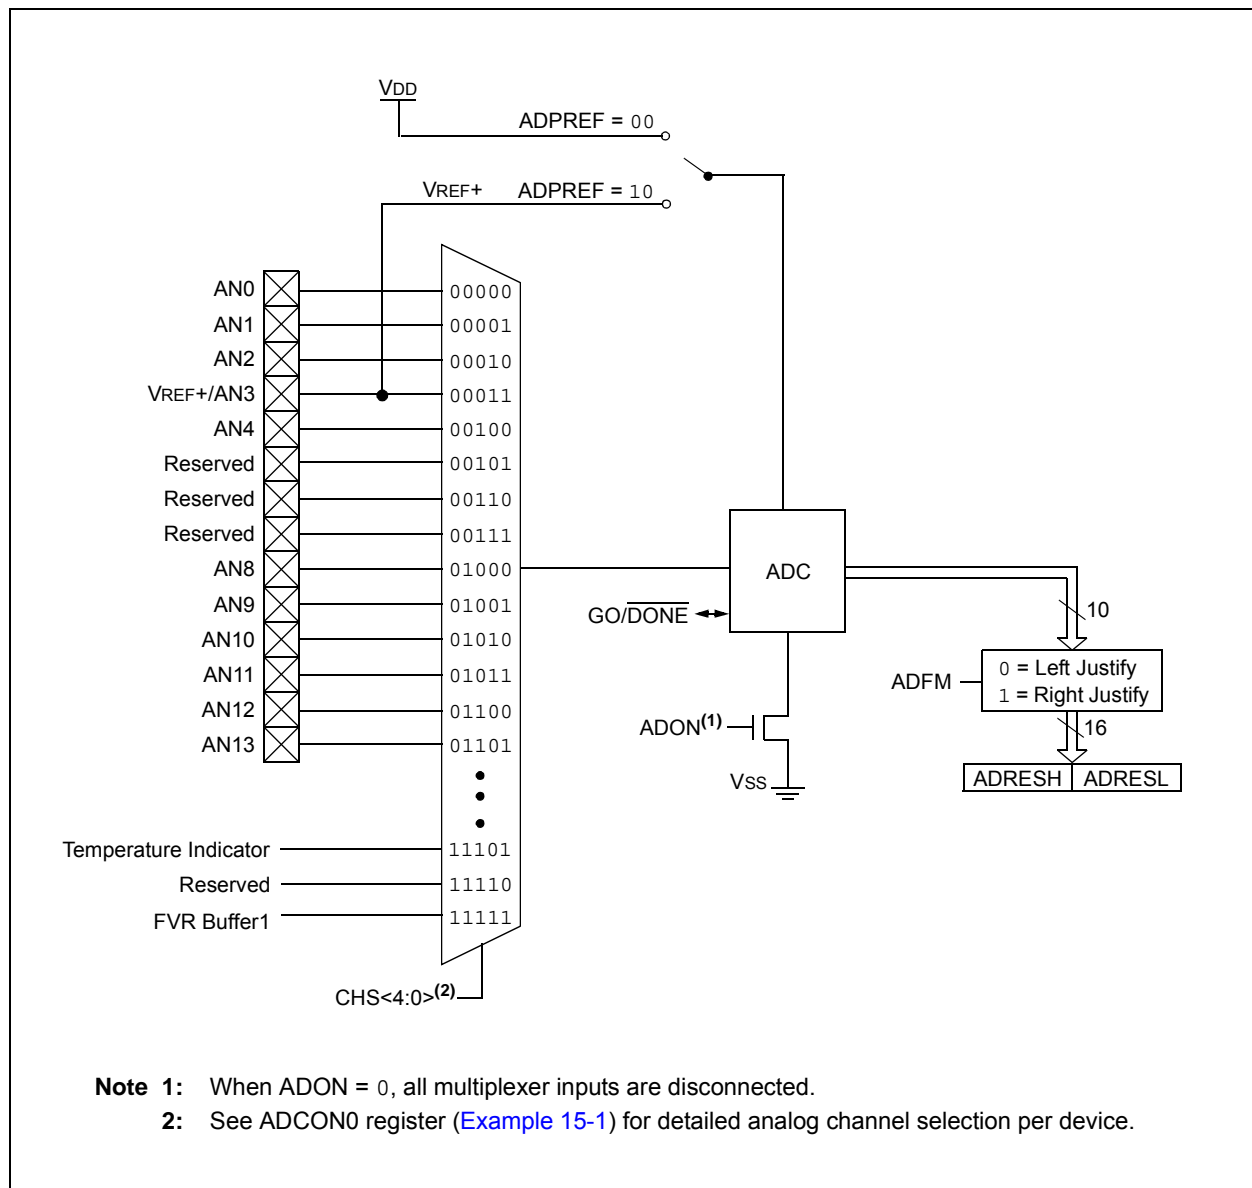 VDD
ADPREF = 00
VREF+ ADPREF = 10
AN0 00000
AN1 00001
AN2 00010
VREF+/AN3 00011
AN4 00100
Reserved 00101
Reserved 00110
Reserved 00111
AN8 01000
AN9 01001
AN10 01010
AN11 01011
AN12 01100
AN13 01101
Temperature Indicator 11101
Reserved 11110
FVR Buffer1 11111
CHS<4:0>(2)
ADC
GO/DONE
ADON(1)
VSS
10
ADFM
0 = Left Justify
1 = Right Justify
16
ADRESH ADRESL
Note 1: When ADON = 0, all multiplexer inputs are disconnected.
2: See ADCON0 register (Example 15-1) for detailed analog channel selection per device.